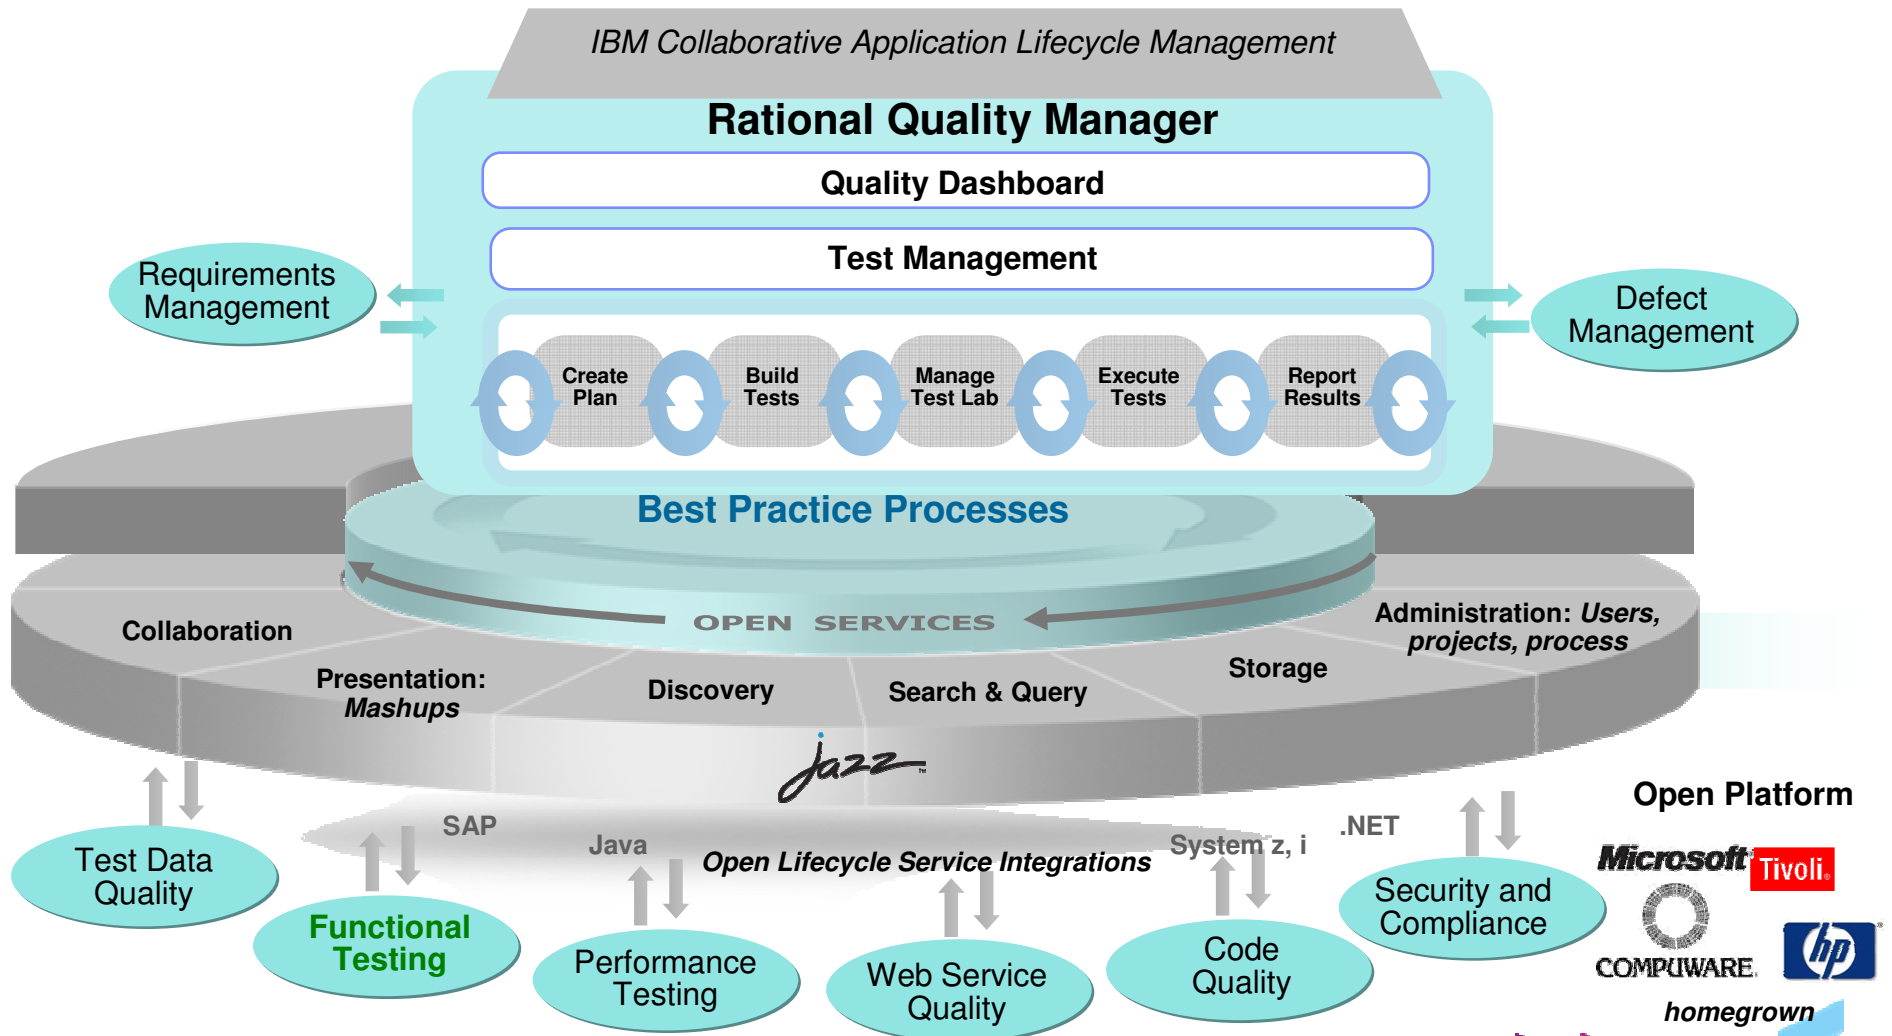 IBM Collaborative Application Lifecycle Management
Rational Quality Manager
Quality Dashboard
Test Management
Requirements
Management
Defect
Management
Create
Plan
Build
Tests
Manage
Test Lab
Execute
Tests
Report
Results
Best Practice Processes
OPEN SERVICES
Collaboration
Presentation:
Mashups
Discovery
Search & Query
Storage
Administration: Users,
projects, process
jazz
Open Platform
SAP
Java
Open Lifecycle Service Integrations
System z, i
.NET
Test Data
Quality
Functional
Testing
Performance
Testing
Web Service
Quality
Code
Quality
Security and
Compliance
Microsoft
Tivoli
COMPUWARE
hp
homegrown